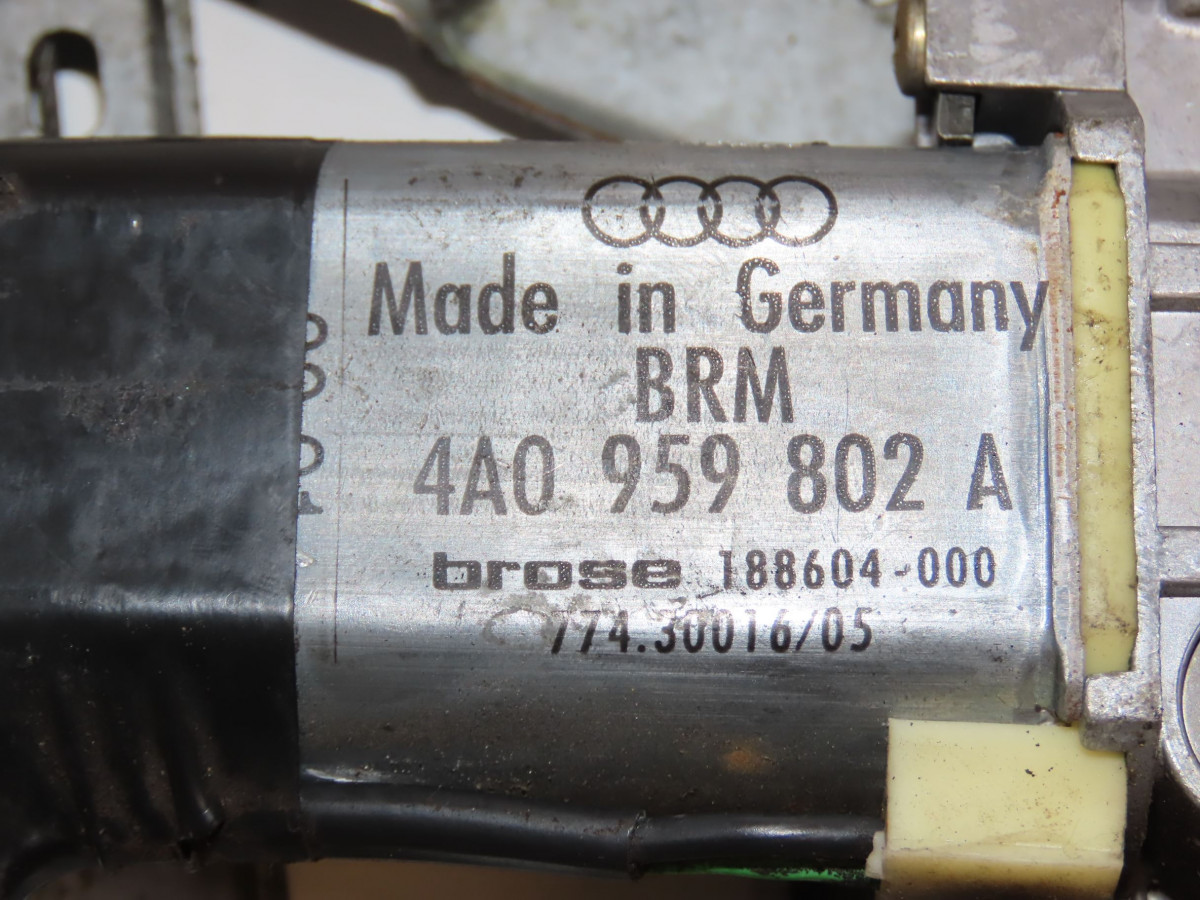 Made in Germany
BRM
4A0 959 802 A
brose 188604-000
774.30016/05